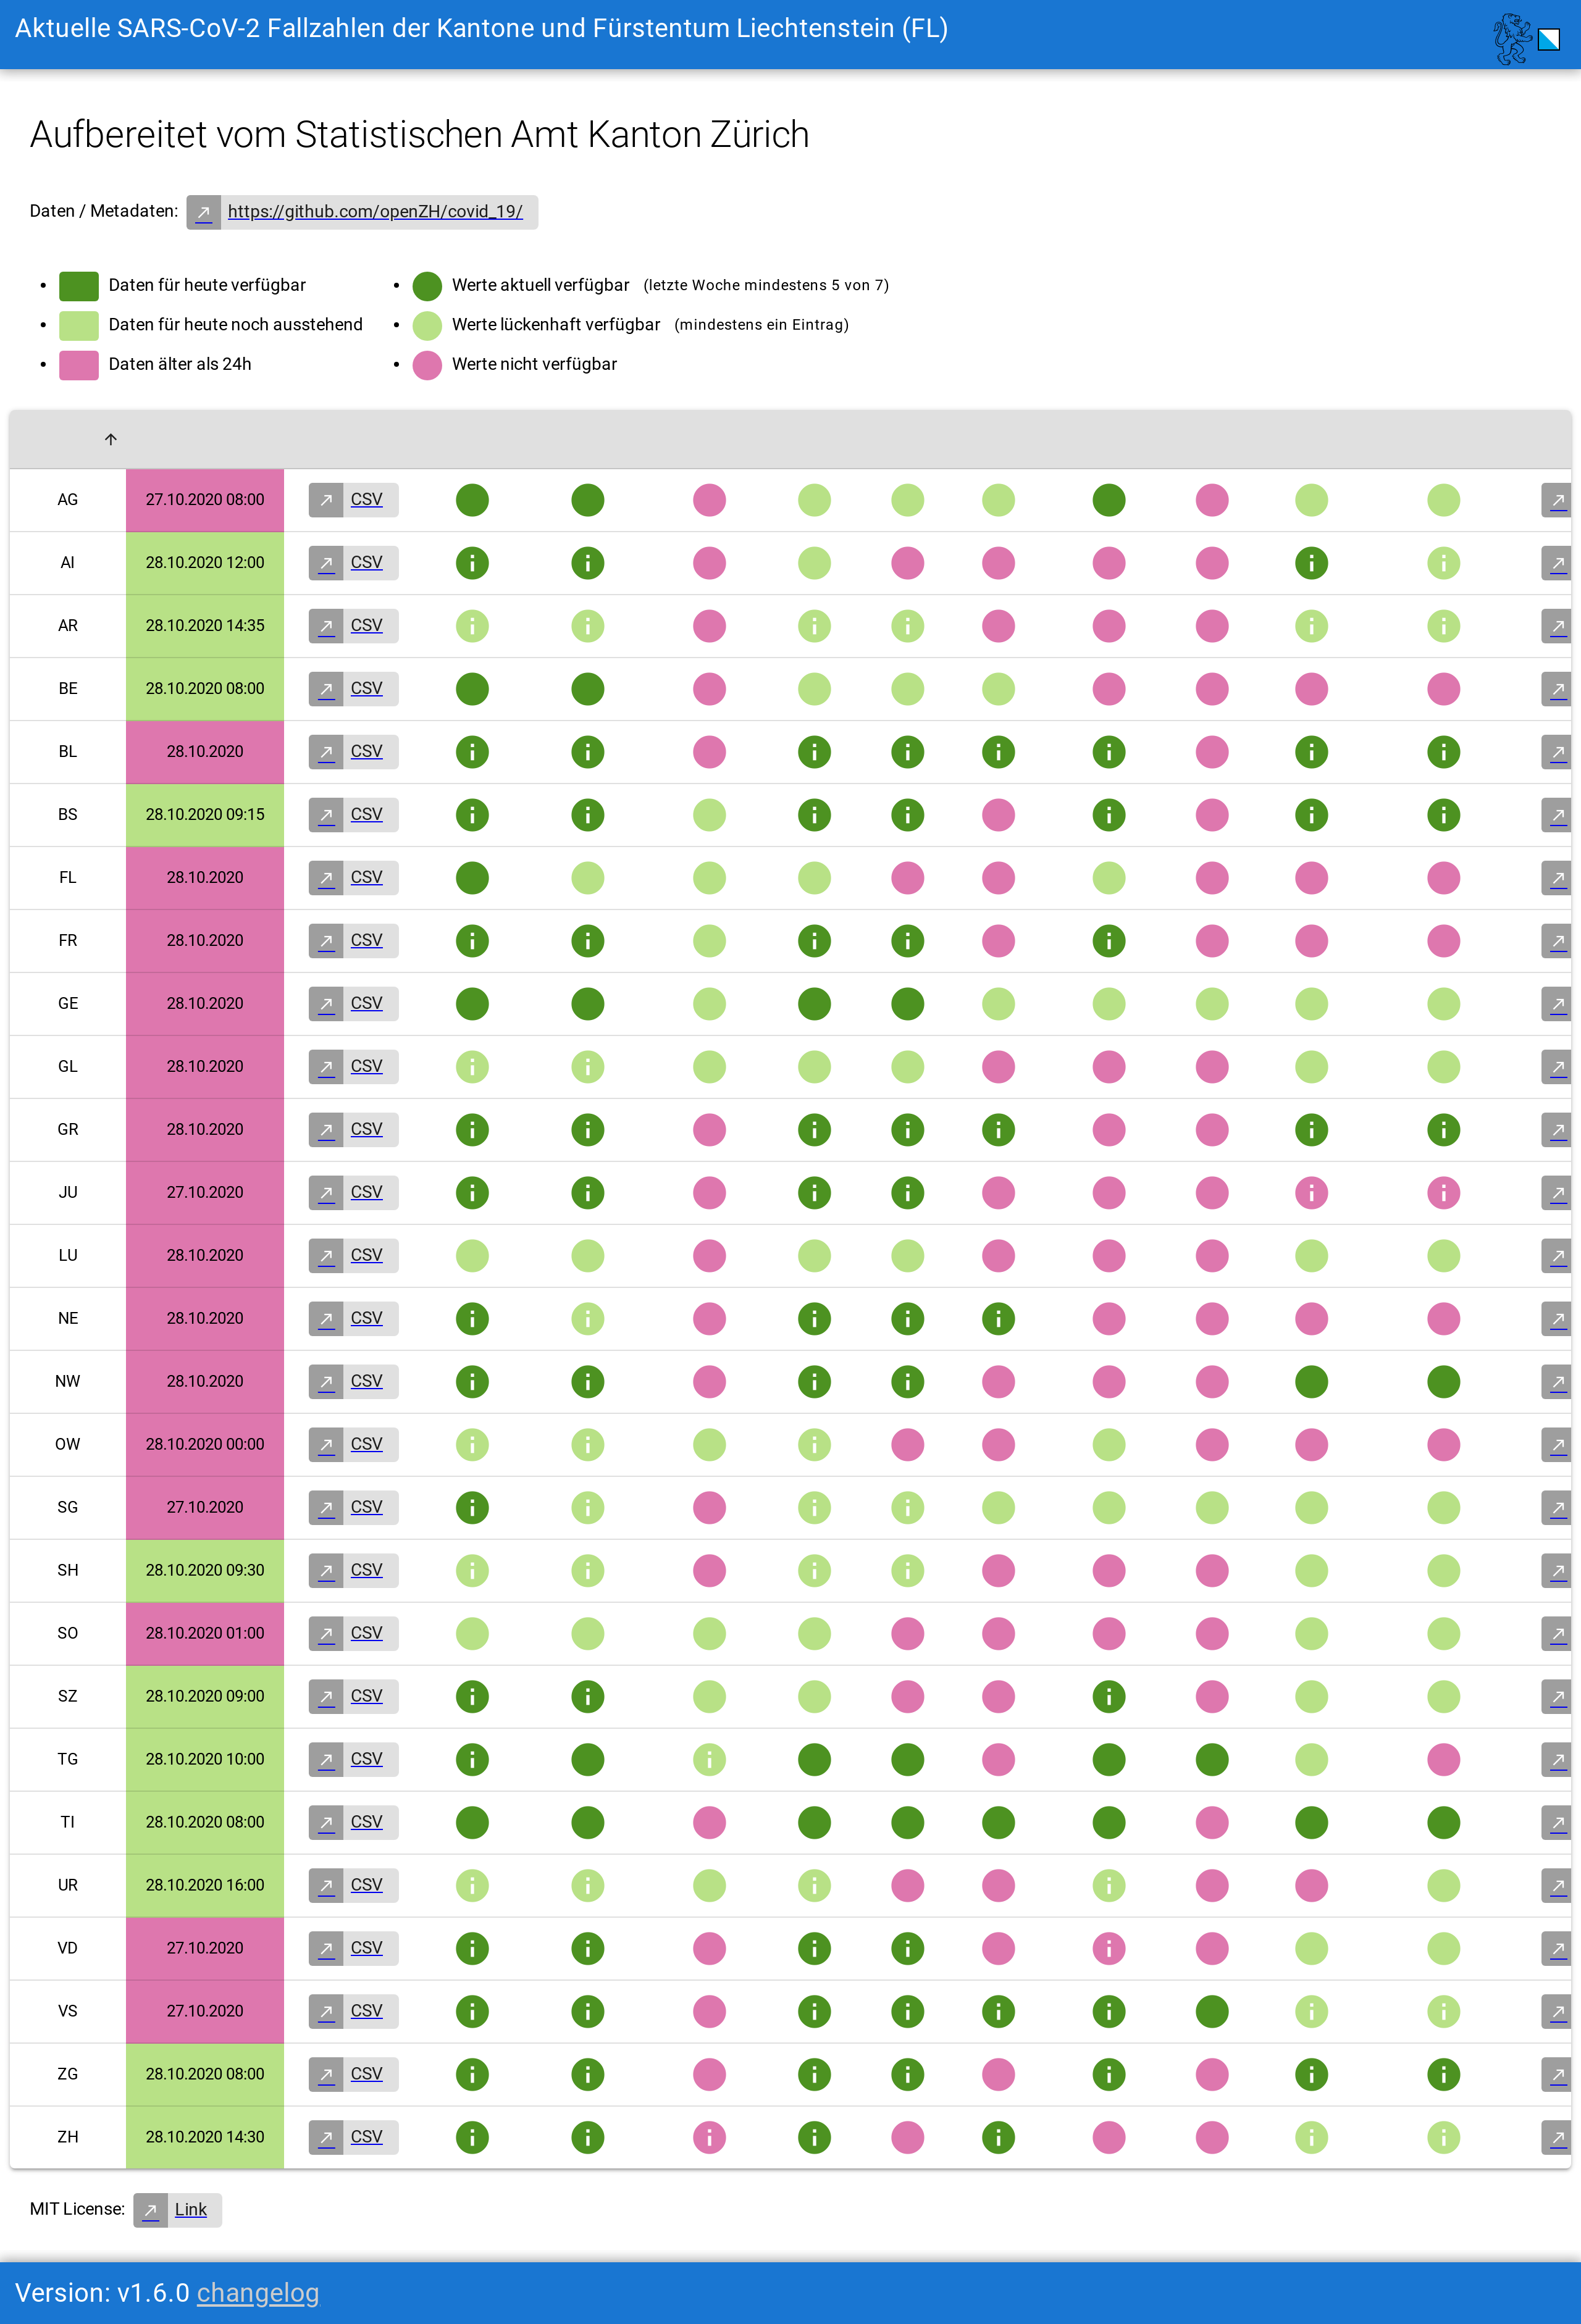 Aktuelle SARS-CoV-2 Fallzahlen der Kantone und Fürstentum Liechtenstein (FL)
Aufbereitet vom Statistischen Amt Kanton Zürich
Daten / Metadaten: https://github.com/openZH/covid_19/
Daten für heute verfügbar
Daten für heute noch ausstehend
Daten älter als 24h
Werte aktuell verfügbar (letzte Woche mindestens 5 von 7)
Werte lückenhaft verfügbar (mindestens ein Eintrag)
Werte nicht verfügbar
AG 27.10.2020 08:00 CSV
AI 28.10.2020 12:00 CSV
AR 28.10.2020 14:35 CSV
BE 28.10.2020 08:00 CSV
BL 28.10.2020 CSV
BS 28.10.2020 09:15 CSV
FL 28.10.2020 CSV
FR 28.10.2020 CSV
GE 28.10.2020 CSV
GL 28.10.2020 CSV
GR 28.10.2020 CSV
JU 27.10.2020 CSV
LU 28.10.2020 CSV
NE 28.10.2020 CSV
NW 28.10.2020 CSV
OW 28.10.2020 00:00 CSV
SG 27.10.2020 CSV
SH 28.10.2020 09:30 CSV
SO 28.10.2020 01:00 CSV
SZ 28.10.2020 09:00 CSV
TG 28.10.2020 10:00 CSV
TI 28.10.2020 08:00 CSV
UR 28.10.2020 16:00 CSV
VD 27.10.2020 CSV
VS 27.10.2020 CSV
ZG 28.10.2020 08:00 CSV
ZH 28.10.2020 14:30 CSV
MIT License: Link
Version: v1.6.0 changelog